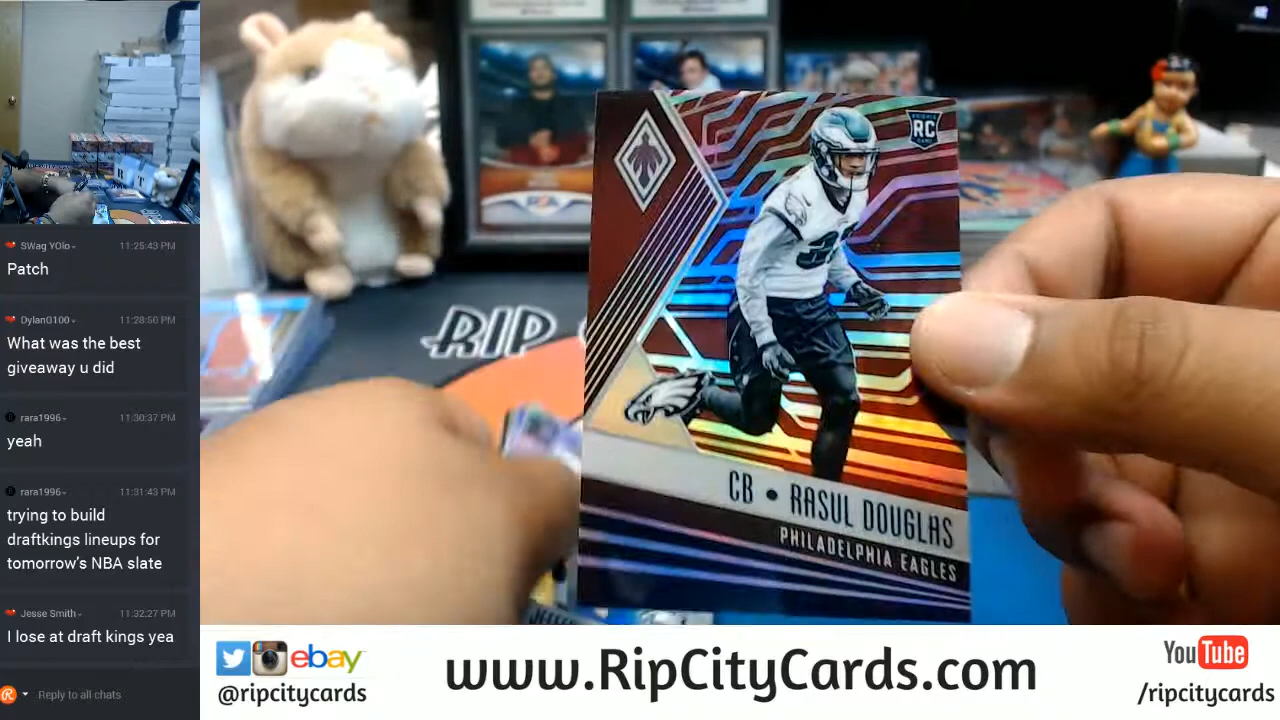 SWag YOlo 11:25:43 PM
Patch
Dylan0100 11:28:50 PM
What was the best
giveaway u did
rara1996 11:30:37 PM
yeah
rara1996 11:31:43 PM
trying to build
draftkings lineups for
tomorrow's NBA slate
Jesse Smith 11:32:27 PM
I lose at draft kings yea
Reply to all chats
RC
RIP
CB • RASUL DOUGLAS
PHILADELPHIA EAGLES
ebay
@ripcitycards
www.RipCityCards.com
YouTube
/ripcitycards